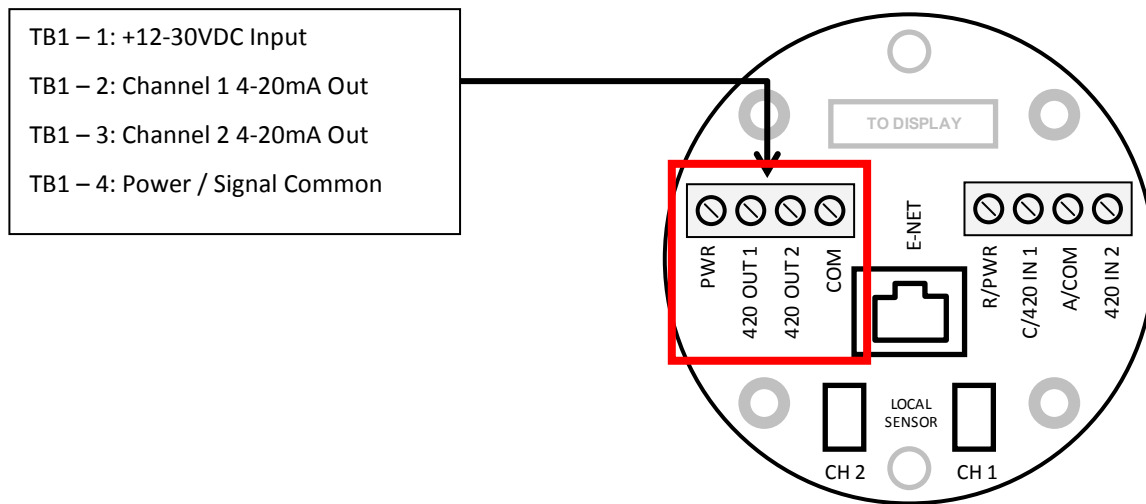 TB1 – 1: +12-30VDC Input
TB1 – 2: Channel 1 4-20mA Out
TB1 – 3: Channel 2 4-20mA Out
TB1 – 4: Power / Signal Common
TO DISPLAY
PWR
420 OUT 1
420 OUT 2
COM
E-NET
R/PWR
C/420 IN 1
A/COM
420 IN 2
LOCAL
SENSOR
CH 2
CH 1